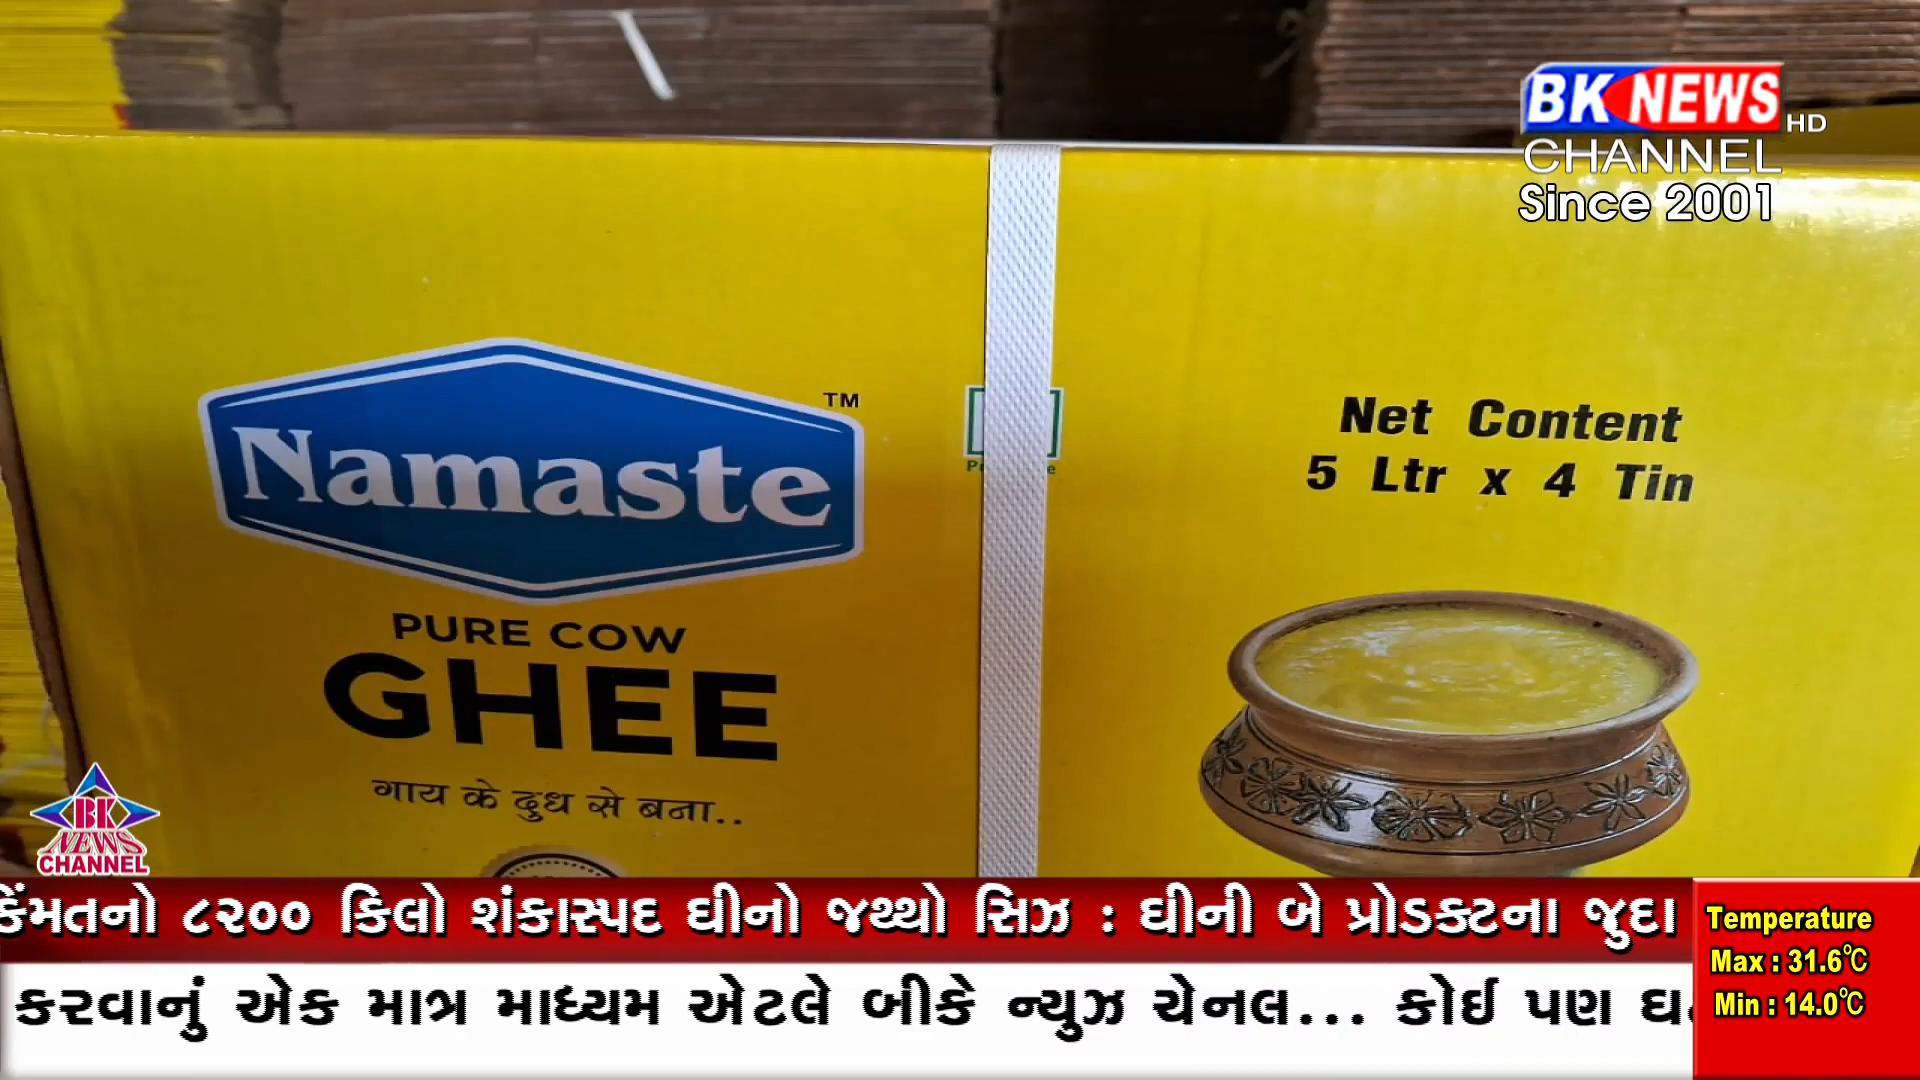 BK NEWS HD
CHANNEL
Since 2001
Namaste TM
PURE COW
GHEE
गाय के दुध से बना..
Net Content
5 Ltr x 4 Tin
BK
NEWS
CHANNEL
૮૨૦૦ કિલો શંકાસ્પદ ઘીનો જથ્થો સિઝ : ઘીની બે પ્રોડક્ટના જુદા
કરવાનું એક માત્ર માધ્યમ એટલે બીકે ન્યુઝ ચેનલ... કોઈ પણ
Temperature
Max : 31.6°C
Min : 14.0°C